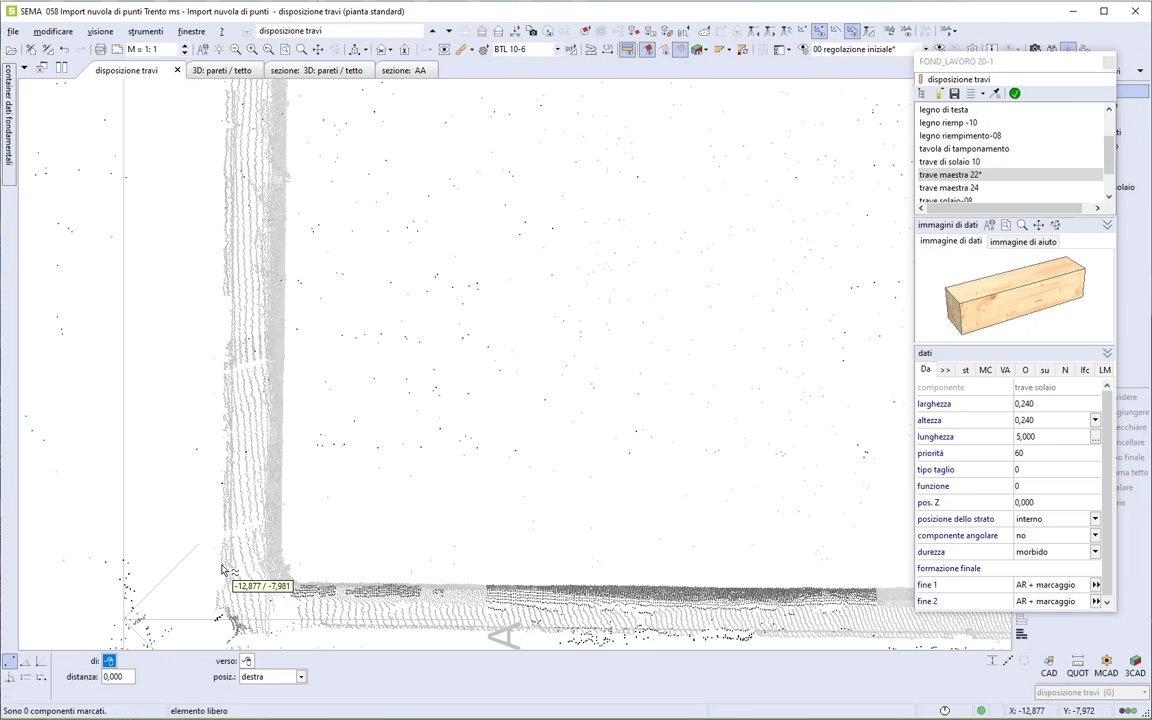 SEMA 058 Import nuvola di punti Trento ms - Import nuvola di punti - disposizione travi (pianta standard)
file modificare visione strumenti finestre ? disposizione travi
M = 1: 1 BTL 10-6 00 regolazione iniziale*
disposizione travi 3D: pareti / tetto sezione: 3D: pareti / tetto sezione: AA
container dati fondamentali
FOND_LAVORO 20-1
disposizione travi
legno di testa
legno riemp -10
legno riempimento-08
tavola di tamponamento
trave di solaio 10
trave maestra 22*
trave maestra 24
trave solaio-08
immagini di dati
immagine di dati immagine di aiuto
dati
Da >> st MC VA O su N Ifc LM
componente trave solaio
larghezza 0,240
altezza 0,240
lunghezza 5,000
priorità 60
tipo taglio 0
funzione 0
pos. Z 0,000
posizione dello strato interno
componente angolare no
durezza morbido
formazione finale
fine 1 AR + marcaggio
fine 2 AR + marcaggio
-12,877 / -7,981
A
di: verso:
distanza: 0,000 posiz.: destra
CAD QUOT MCAD 3CAD
disposizione travi (G)
Sono 0 componenti marcati. elemento libero X: -12,877 Y: -7,972